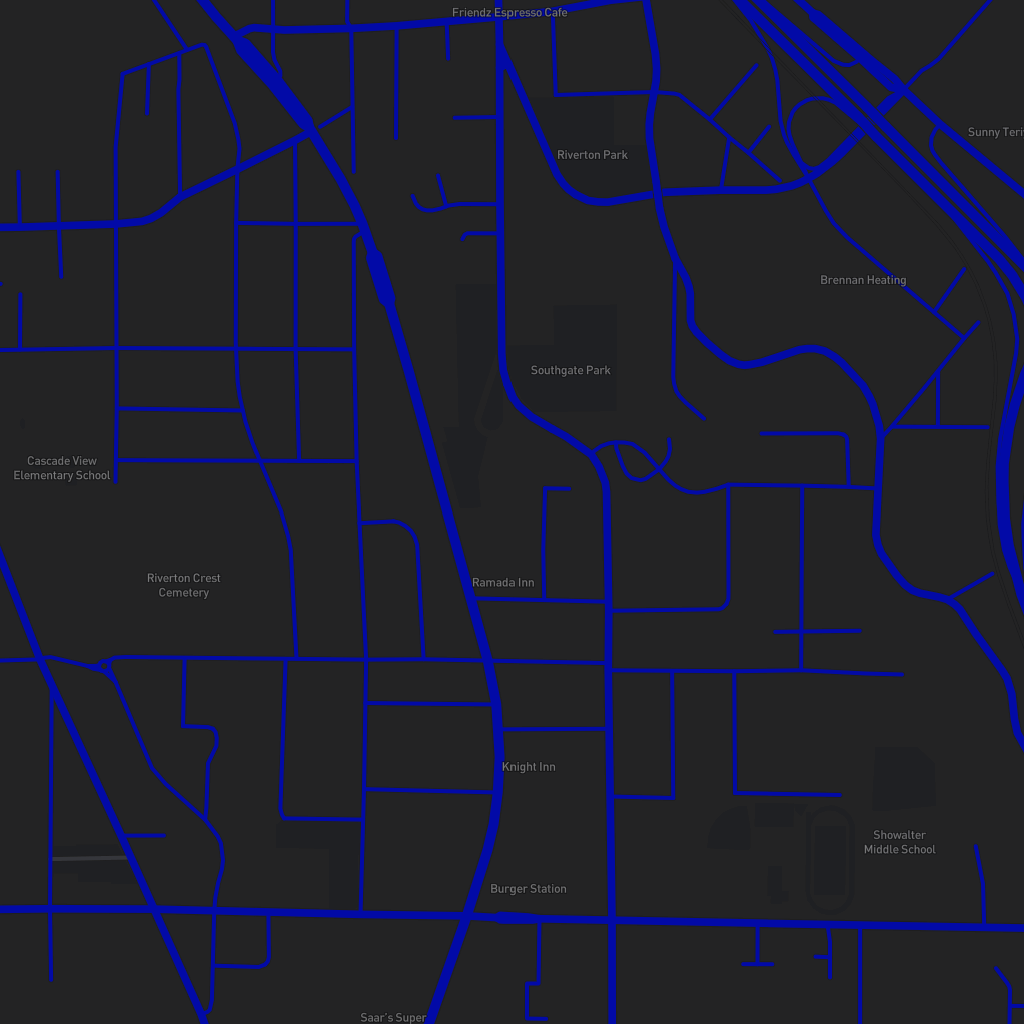 Friendz Espresso Cafe
Sunny Teri
Riverton Park
Brennan Heating
Southgate Park
Cascade View
Elementary School
Ramada Inn
Riverton Crest
Cemetery
Knight Inn
Showalter
Middle School
Burger Station
Saar's Super